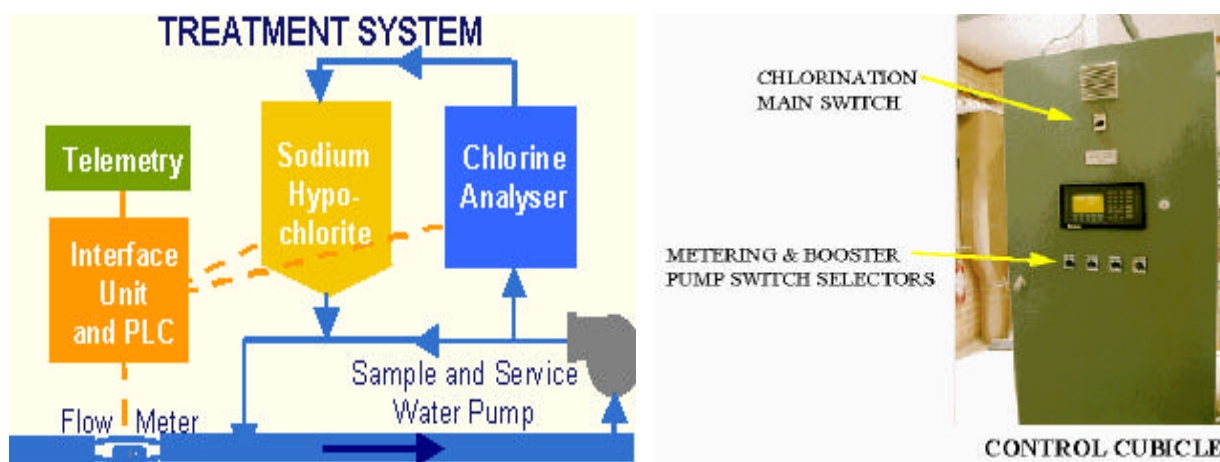 TREATMENT SYSTEM
Telemetry
Interface
Unit
and PLC
Sodium
Hypo-
chlorite
Chlorine
Analyser
Sample and Service
Water Pump
Flow Meter
CHLORINATION
MAIN SWITCH
METERING & BOOSTER
PUMP SWITCH SELECTORS
CONTROL CUBICLE